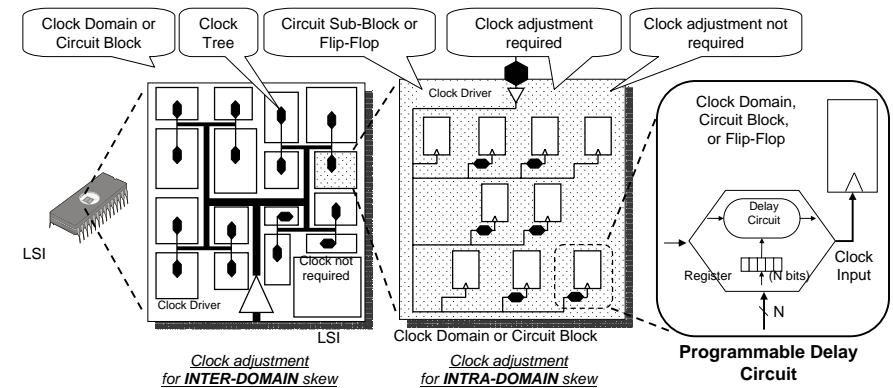 Clock Domain or
Circuit Block
Clock
Tree
Circuit Sub-Block or
Flip-Flop
Clock adjustment
required
Clock adjustment not
required
LSI
Clock not
required
Clock Driver
LSI
Clock Driver
Clock Domain or Circuit Block
Clock Domain,
Circuit Block,
or Flip-Flop
Delay
Circuit
Register
(N bits)
N
Clock
Input
Clock adjustment
for INTER-DOMAIN skew
Clock adjustment
for INTRA-DOMAIN skew
Programmable Delay
Circuit